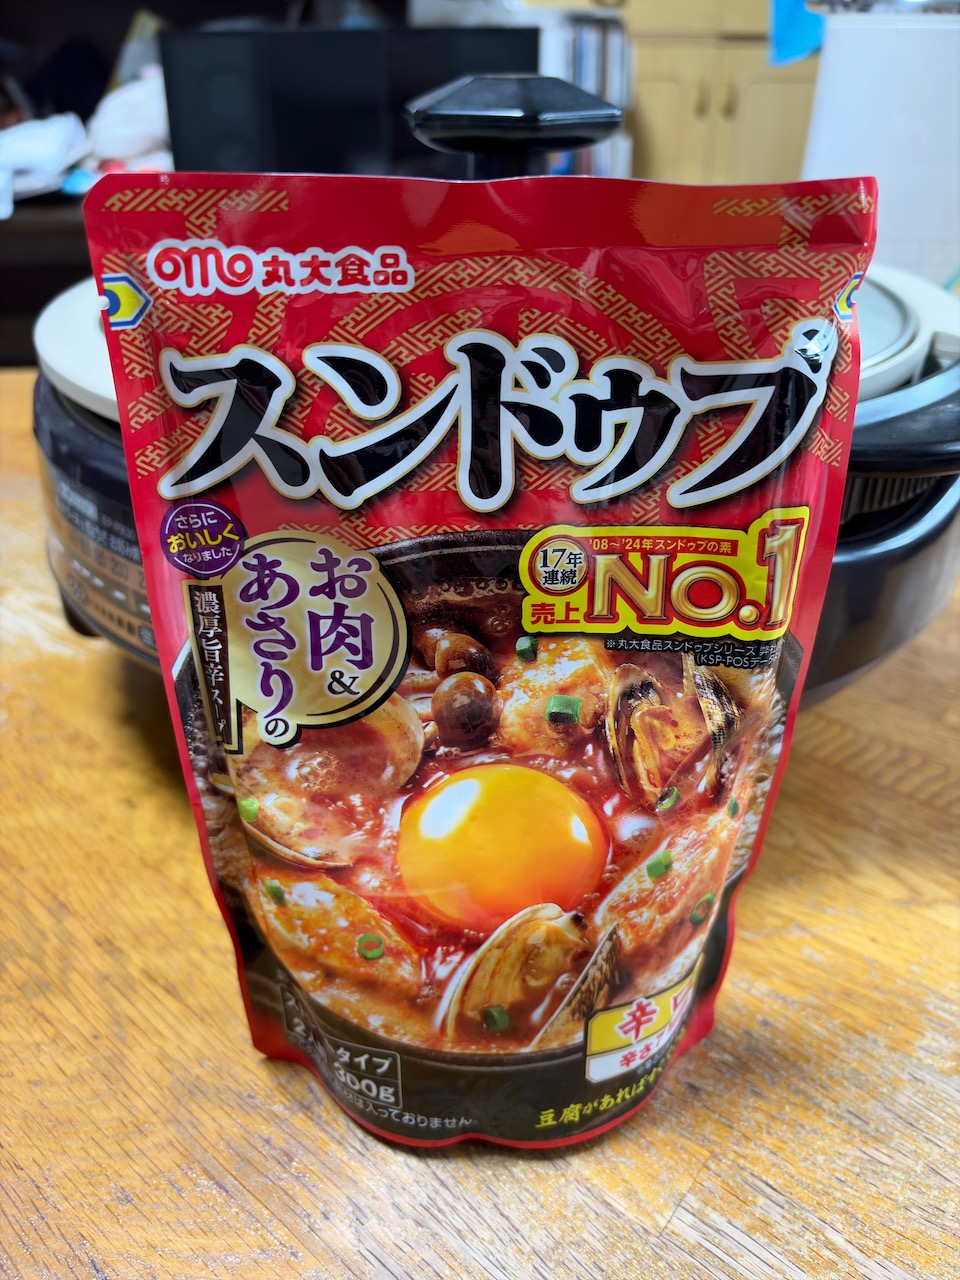 omo 丸大食品
スンドゥブ
さらに
おいしく
なりました
お肉&
あさりの
濃厚旨辛スープ
'08〜'24年スンドゥブの素
17年
連続
売上
No.1
※丸大食品スンドゥブシリーズ
(KSP-POSデー
辛
辛さ
タイプ
300g
は入っておりません
豆腐があれば